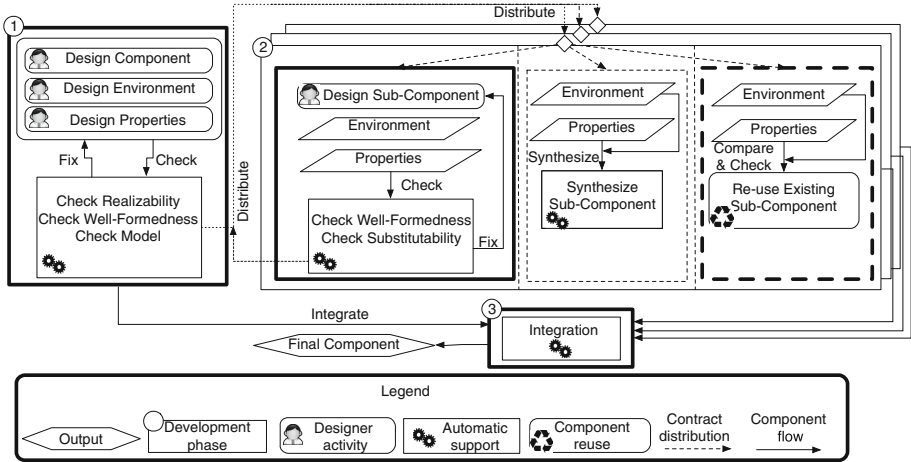 Distribute
1
Design Component
Design Environment
Design Properties
Fix
Check
Check Realizability
Check Well-Formedness
Check Model
Distribute
2
Design Sub-Component
Environment
Properties
Check
Check Well-Formedness
Check Substitutability
Fix
Environment
Properties
Synthesize
Synthesize
Sub-Component
Environment
Properties
Compare
& Check
Re-use Existing
Sub-Component
Integrate
3
Integration
Final Component
Legend
Output
Development
phase
Designer
activity
Automatic
support
Component
reuse
Contract
distribution
Component
flow